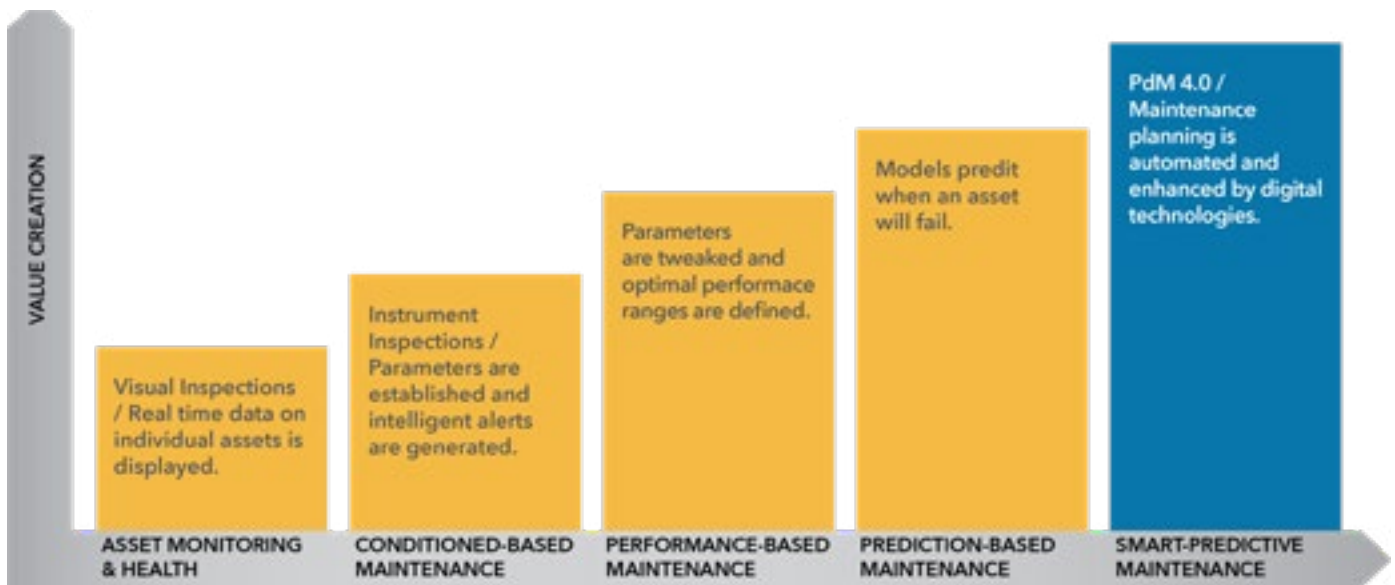 VALUE CREATION
Visual Inspections
/ Real time data on
individual assets is
displayed.
Instrument
Inspections /
Parameters are
established and
intelligent alerts
are generated.
Parameters
are tweaked and
optimal performace
ranges are defined.
Models predit
when an asset
will fail.
PdM 4.0 /
Maintenance
planning is
automated and
enhanced by digital
technologies.
ASSET MONITORING
& HEALTH
CONDITIONED-BASED
MAINTENANCE
PERFORMANCE-BASED
MAINTENANCE
PREDICTION-BASED
MAINTENANCE
SMART-PREDICTIVE
MAINTENANCE